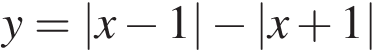 y = |x − 1| − |x + 1|